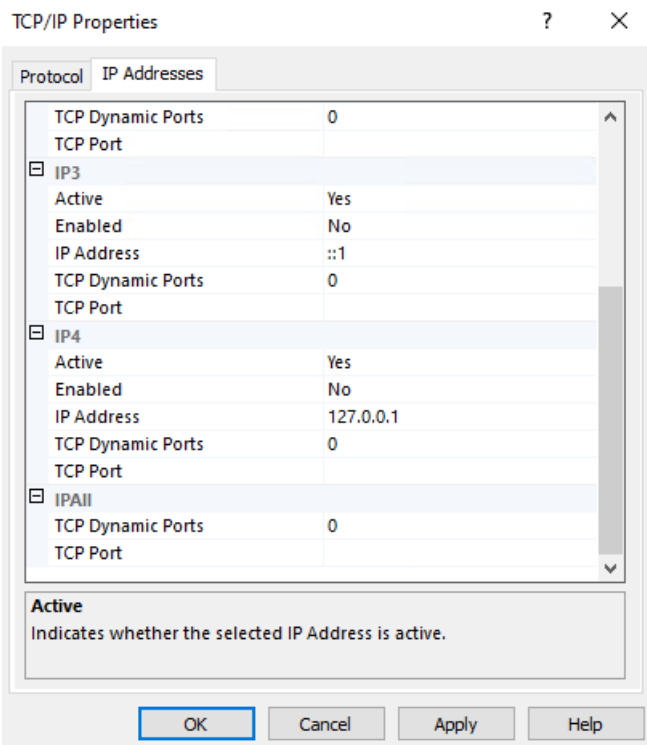 TCP/IP Properties ? ×
Protocol IP Addresses
TCP Dynamic Ports 0
TCP Port
IP3
Active Yes
Enabled No
IP Address ::1
TCP Dynamic Ports 0
TCP Port
IP4
Active Yes
Enabled No
IP Address 127.0.0.1
TCP Dynamic Ports 0
TCP Port
IPAll
TCP Dynamic Ports 0
TCP Port
Active
Indicates whether the selected IP Address is active.
OK Cancel Apply Help